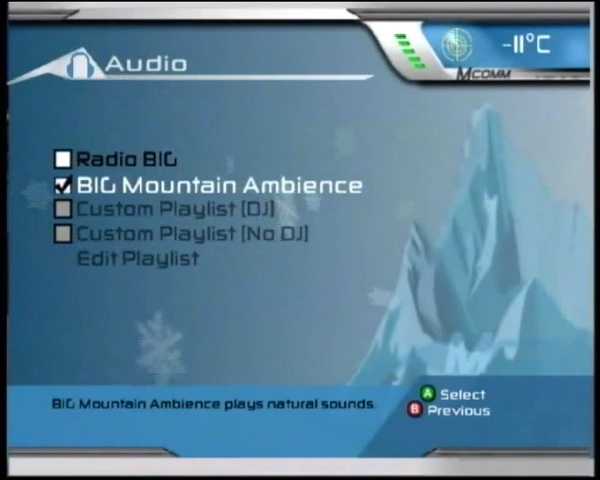 Audio
-11°C
MCOMM
Radio BIG
BIG Mountain Ambience
Custom Playlist [DJ]
Custom Playlist [No DJ]
Edit Playlist
BIG Mountain Ambience plays natural sounds.
A Select
B Previous